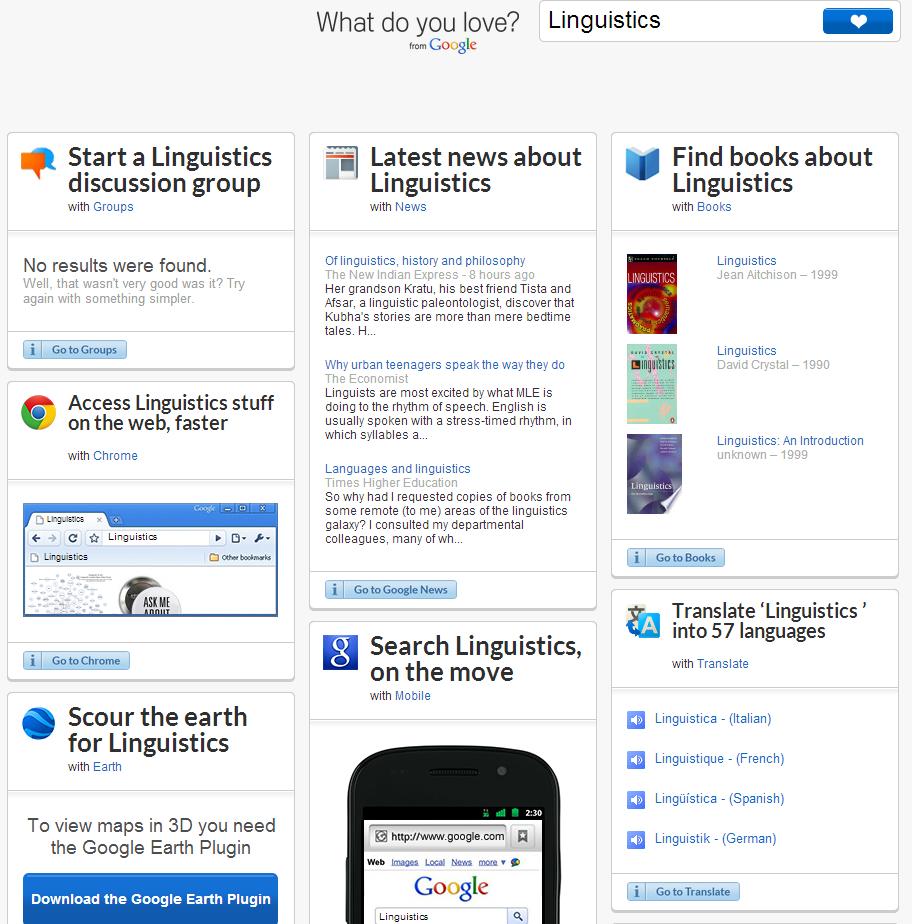 What do you love?
from Google
Linguistics
Start a Linguistics
discussion group
with Groups
No results were found.
Well, that wasn't very good was it? Try
again with something simpler.
Go to Groups
Access Linguistics stuff
on the web, faster
with Chrome
Google
Linguistics
Linguistics
Linguistics
Other bookmarks
ASK ME
ABOUT
Go to Chrome
Scour the earth
for Linguistics
with Earth
To view maps in 3D you need
the Google Earth Plugin
Download the Google Earth Plugin
Latest news about
Linguistics
with News
Of linguistics, history and philosophy
The New Indian Express - 8 hours ago
Her grandson Kratu, his best friend Tista and
Afsar, a linguistic paleontologist, discover that
Kubha's stories are more than mere bedtime
tales. H...
Why urban teenagers speak the way they do
The Economist
Linguists are most excited by what MLE is
doing to the rhythm of speech. English is
usually spoken with a stress-timed rhythm, in
which syllables a...
Languages and linguistics
Times Higher Education
So why had I requested copies of books from
some remote (to me) areas of the linguistics
galaxy? I consulted my departmental
colleagues, many of wh...
Go to Google News
Search Linguistics,
on the move
with Mobile
2:30
http://www.google.com
Web Images Local News more
Google
Linguistics
Find books about
Linguistics
with Books
LINGUISTICS
Linguistics
Jean Aitchison – 1999
DAVID CRYSTAL
Linguistics
Linguistics
David Crystal – 1990
Linguistics
Linguistics: An Introduction
unknown – 1999
Go to Books
Translate ‘Linguistics ’
into 57 languages
with Translate
Linguistica - (Italian)
Linguistique - (French)
Lingüística - (Spanish)
Linguistik - (German)
Go to Translate